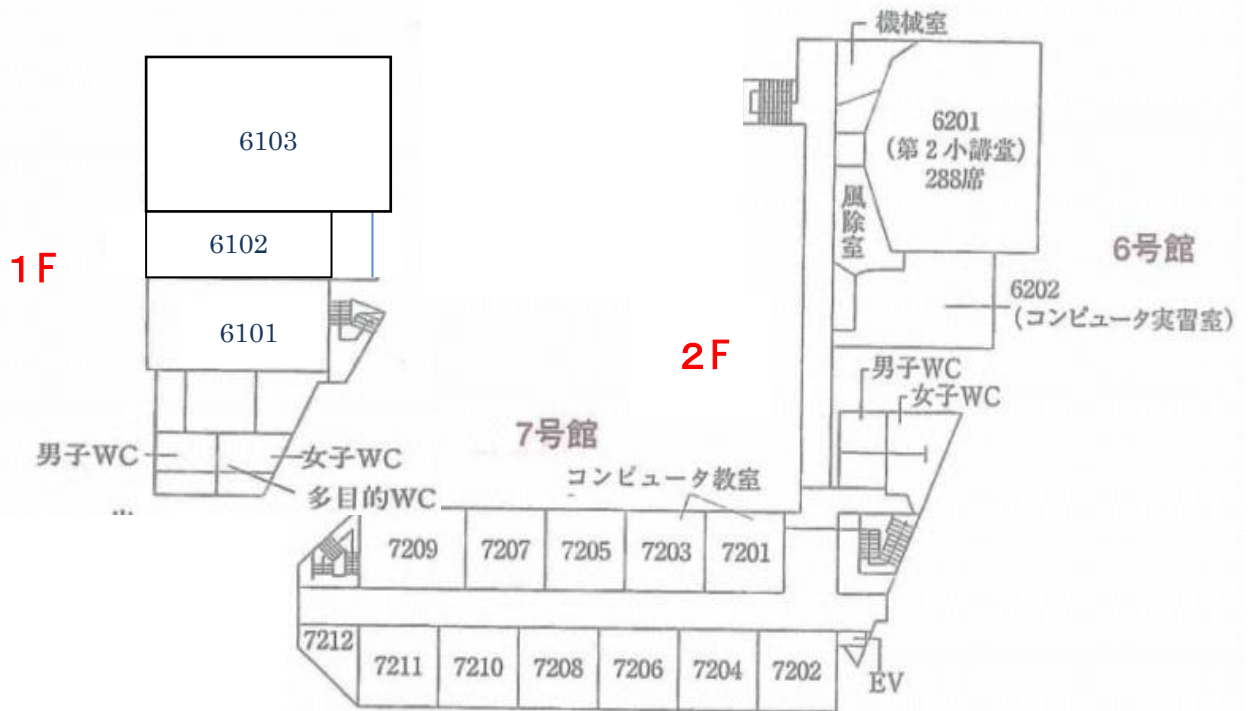 1F
6103
6102
6101
男子WC
女子WC
多目的WC
2F
機械室
6201
(第2小講堂)
288席
風除室
6号館
6202
(コンピュータ実習室)
男子WC
女子WC
7号館
コンピュータ教室
7209
7207
7205
7203
7201
7212
7211
7210
7208
7206
7204
7202
EV